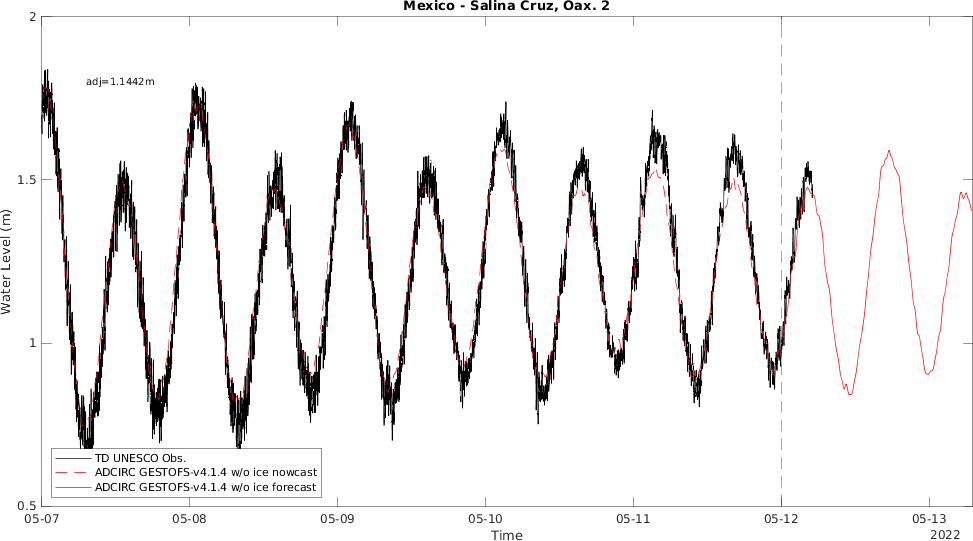 Mexico - Salina Cruz, Oax. 2
2
adj=1.1442m
1.5
Water Level (m)
1
TD UNESCO Obs.
ADCIRC GESTOFS-v4.1.4 w/o ice nowcast
ADCIRC GESTOFS-v4.1.4 w/o ice forecast
0.5
05-07 05-08 05-09 05-10 05-11 05-12 05-13
Time
2022